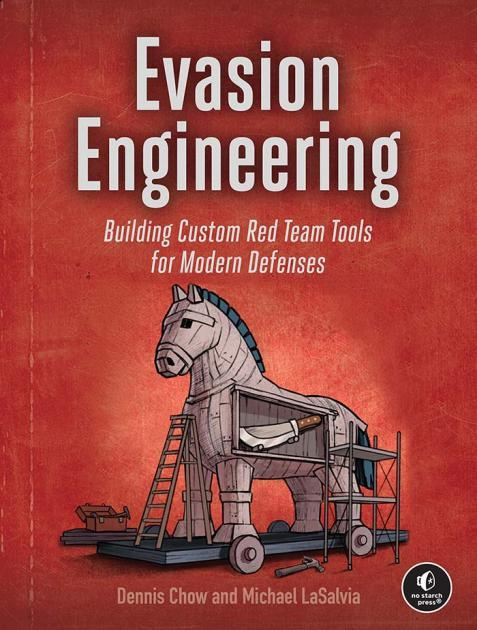 Evasion
Engineering
Building Custom Red Team Tools
for Modern Defenses
Dennis Chow and Michael LaSalvia
no starch
press®